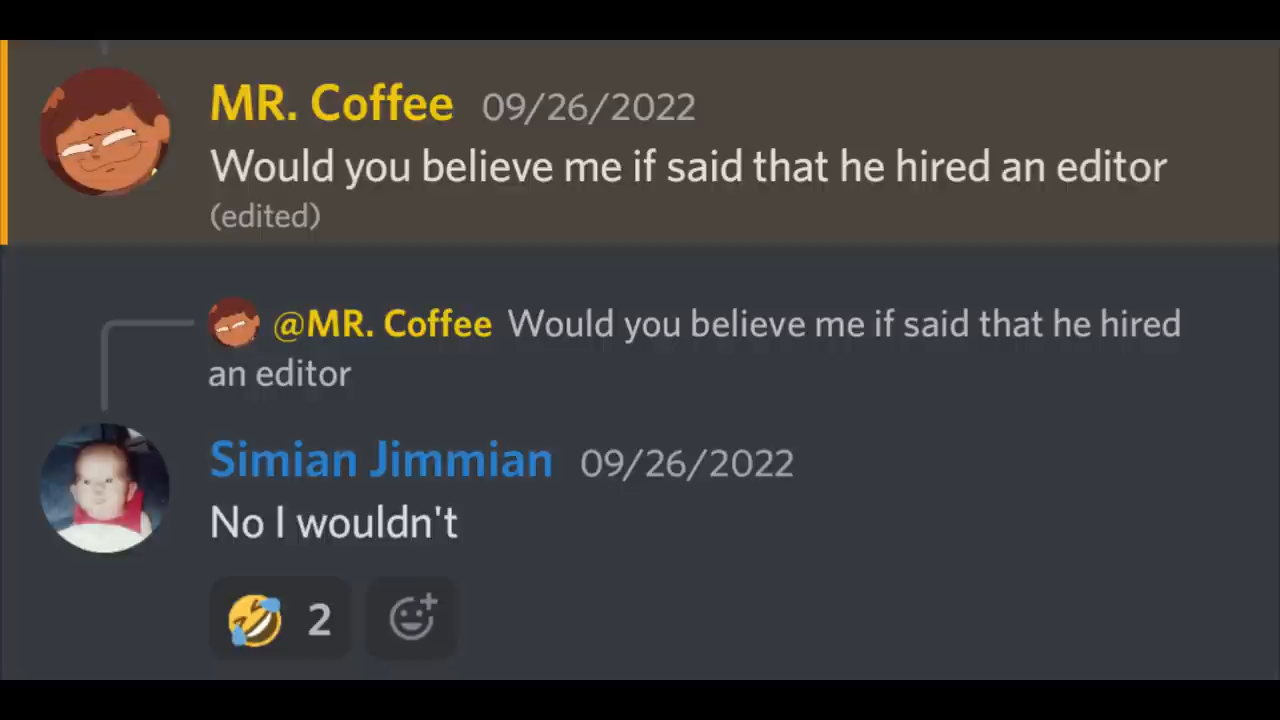 MR. Coffee 09/26/2022
Would you believe me if said that he hired an editor
(edited)
@MR. Coffee Would you believe me if said that he hired
an editor
Simian Jimmian 09/26/2022
No I wouldn't
🤣 2